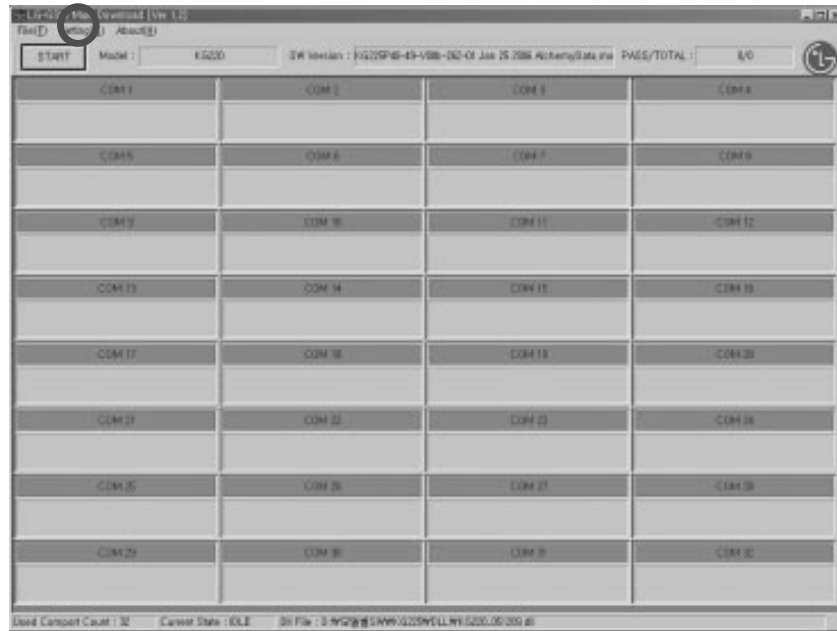 Download [Ver 1.2]
START Model : KG220 SW Version : PASS/TOTAL : 0/0
COM 1 COM 2 COM 3 COM 4
COM 5 COM 6 COM 7 COM 8
COM 9 COM 10 COM 11 COM 12
COM 13 COM 14 COM 15 COM 16
COM 17 COM 18 COM 19 COM 20
COM 21 COM 22 COM 23 COM 24
COM 25 COM 26 COM 27 COM 28
COM 29 COM 30 COM 31 COM 32
Used Comport Count : 32 Current State : IDLE Dll File :